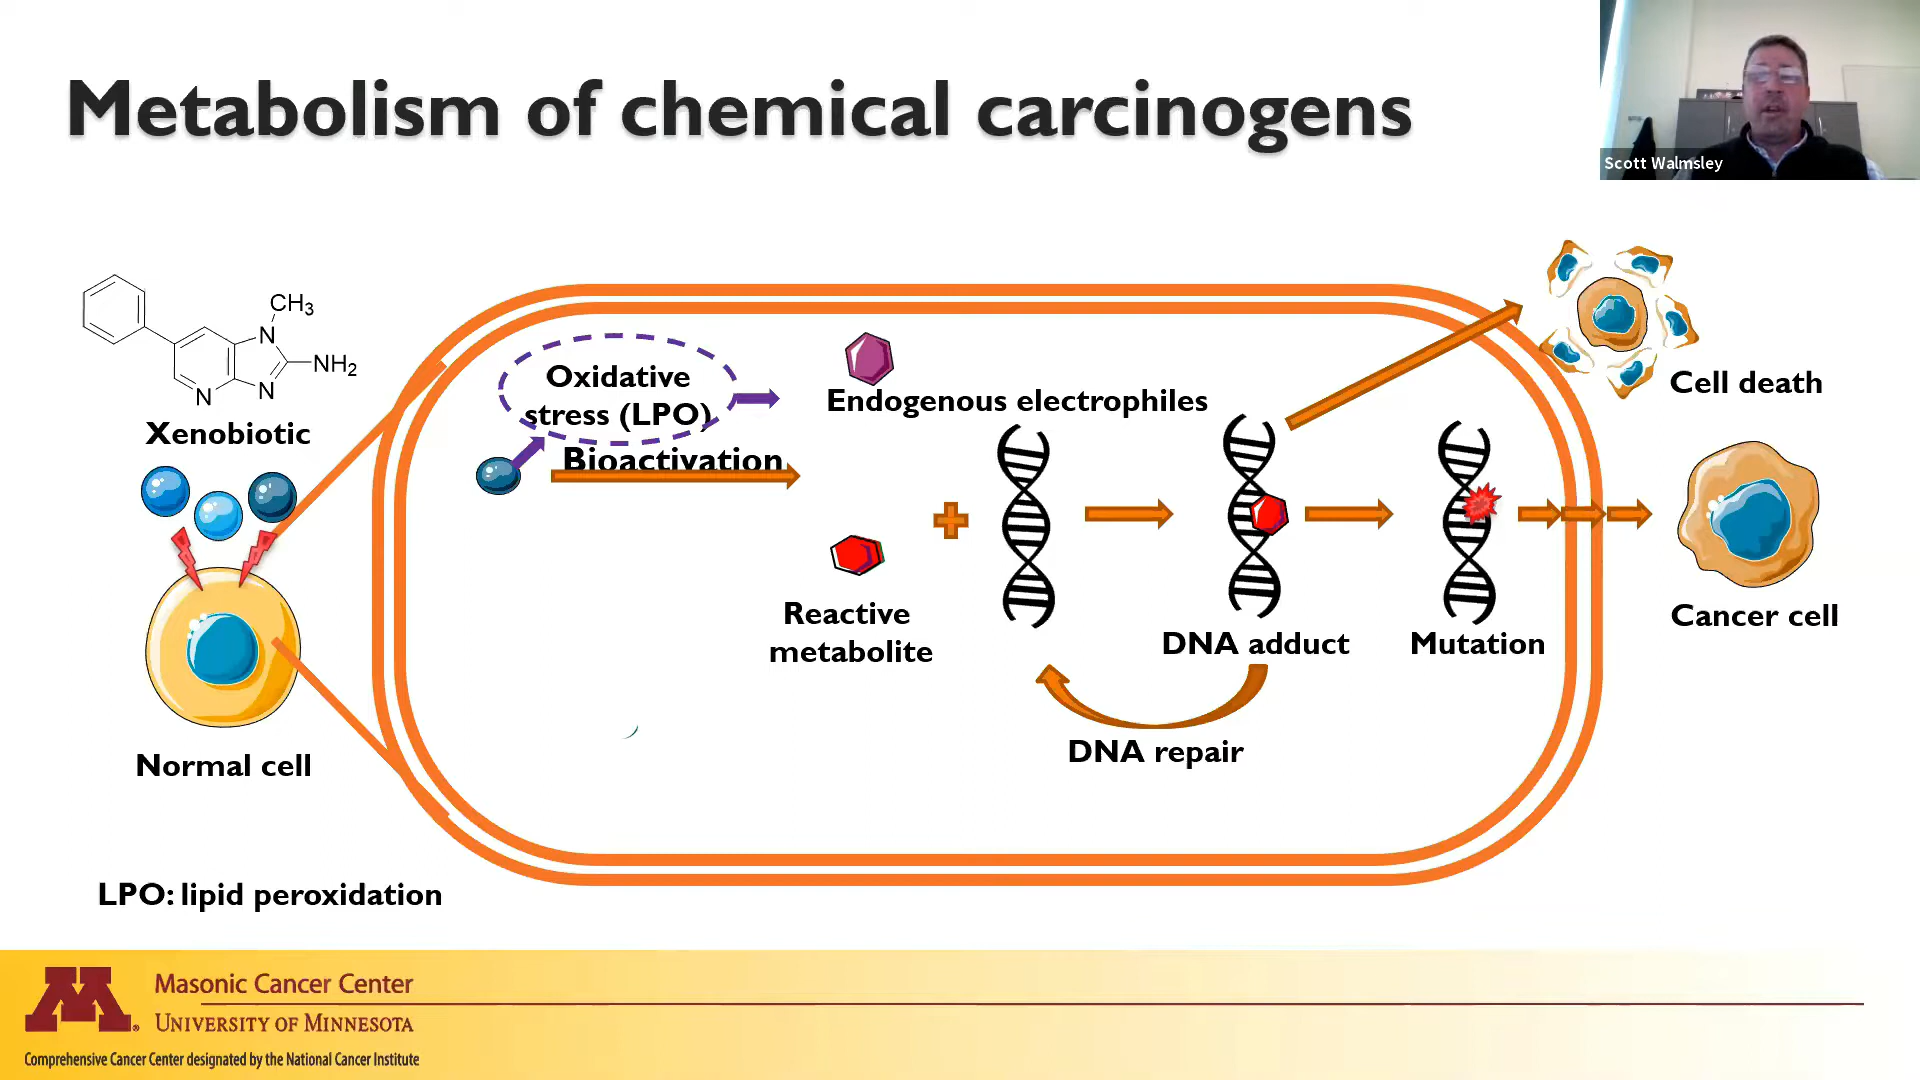 Metabolism of chemical carcinogens
Scott Walmsley
CH3
N
NH2
N
N
Xenobiotic
Normal cell
LPO: lipid peroxidation
Oxidative
stress (LPO)
Bioactivation
Endogenous electrophiles
Reactive
metabolite
DNA adduct
DNA repair
Mutation
Cell death
Cancer cell
M
Masonic Cancer Center
UNIVERSITY OF MINNESOTA
Comprehensive Cancer Center designated by the National Cancer Institute